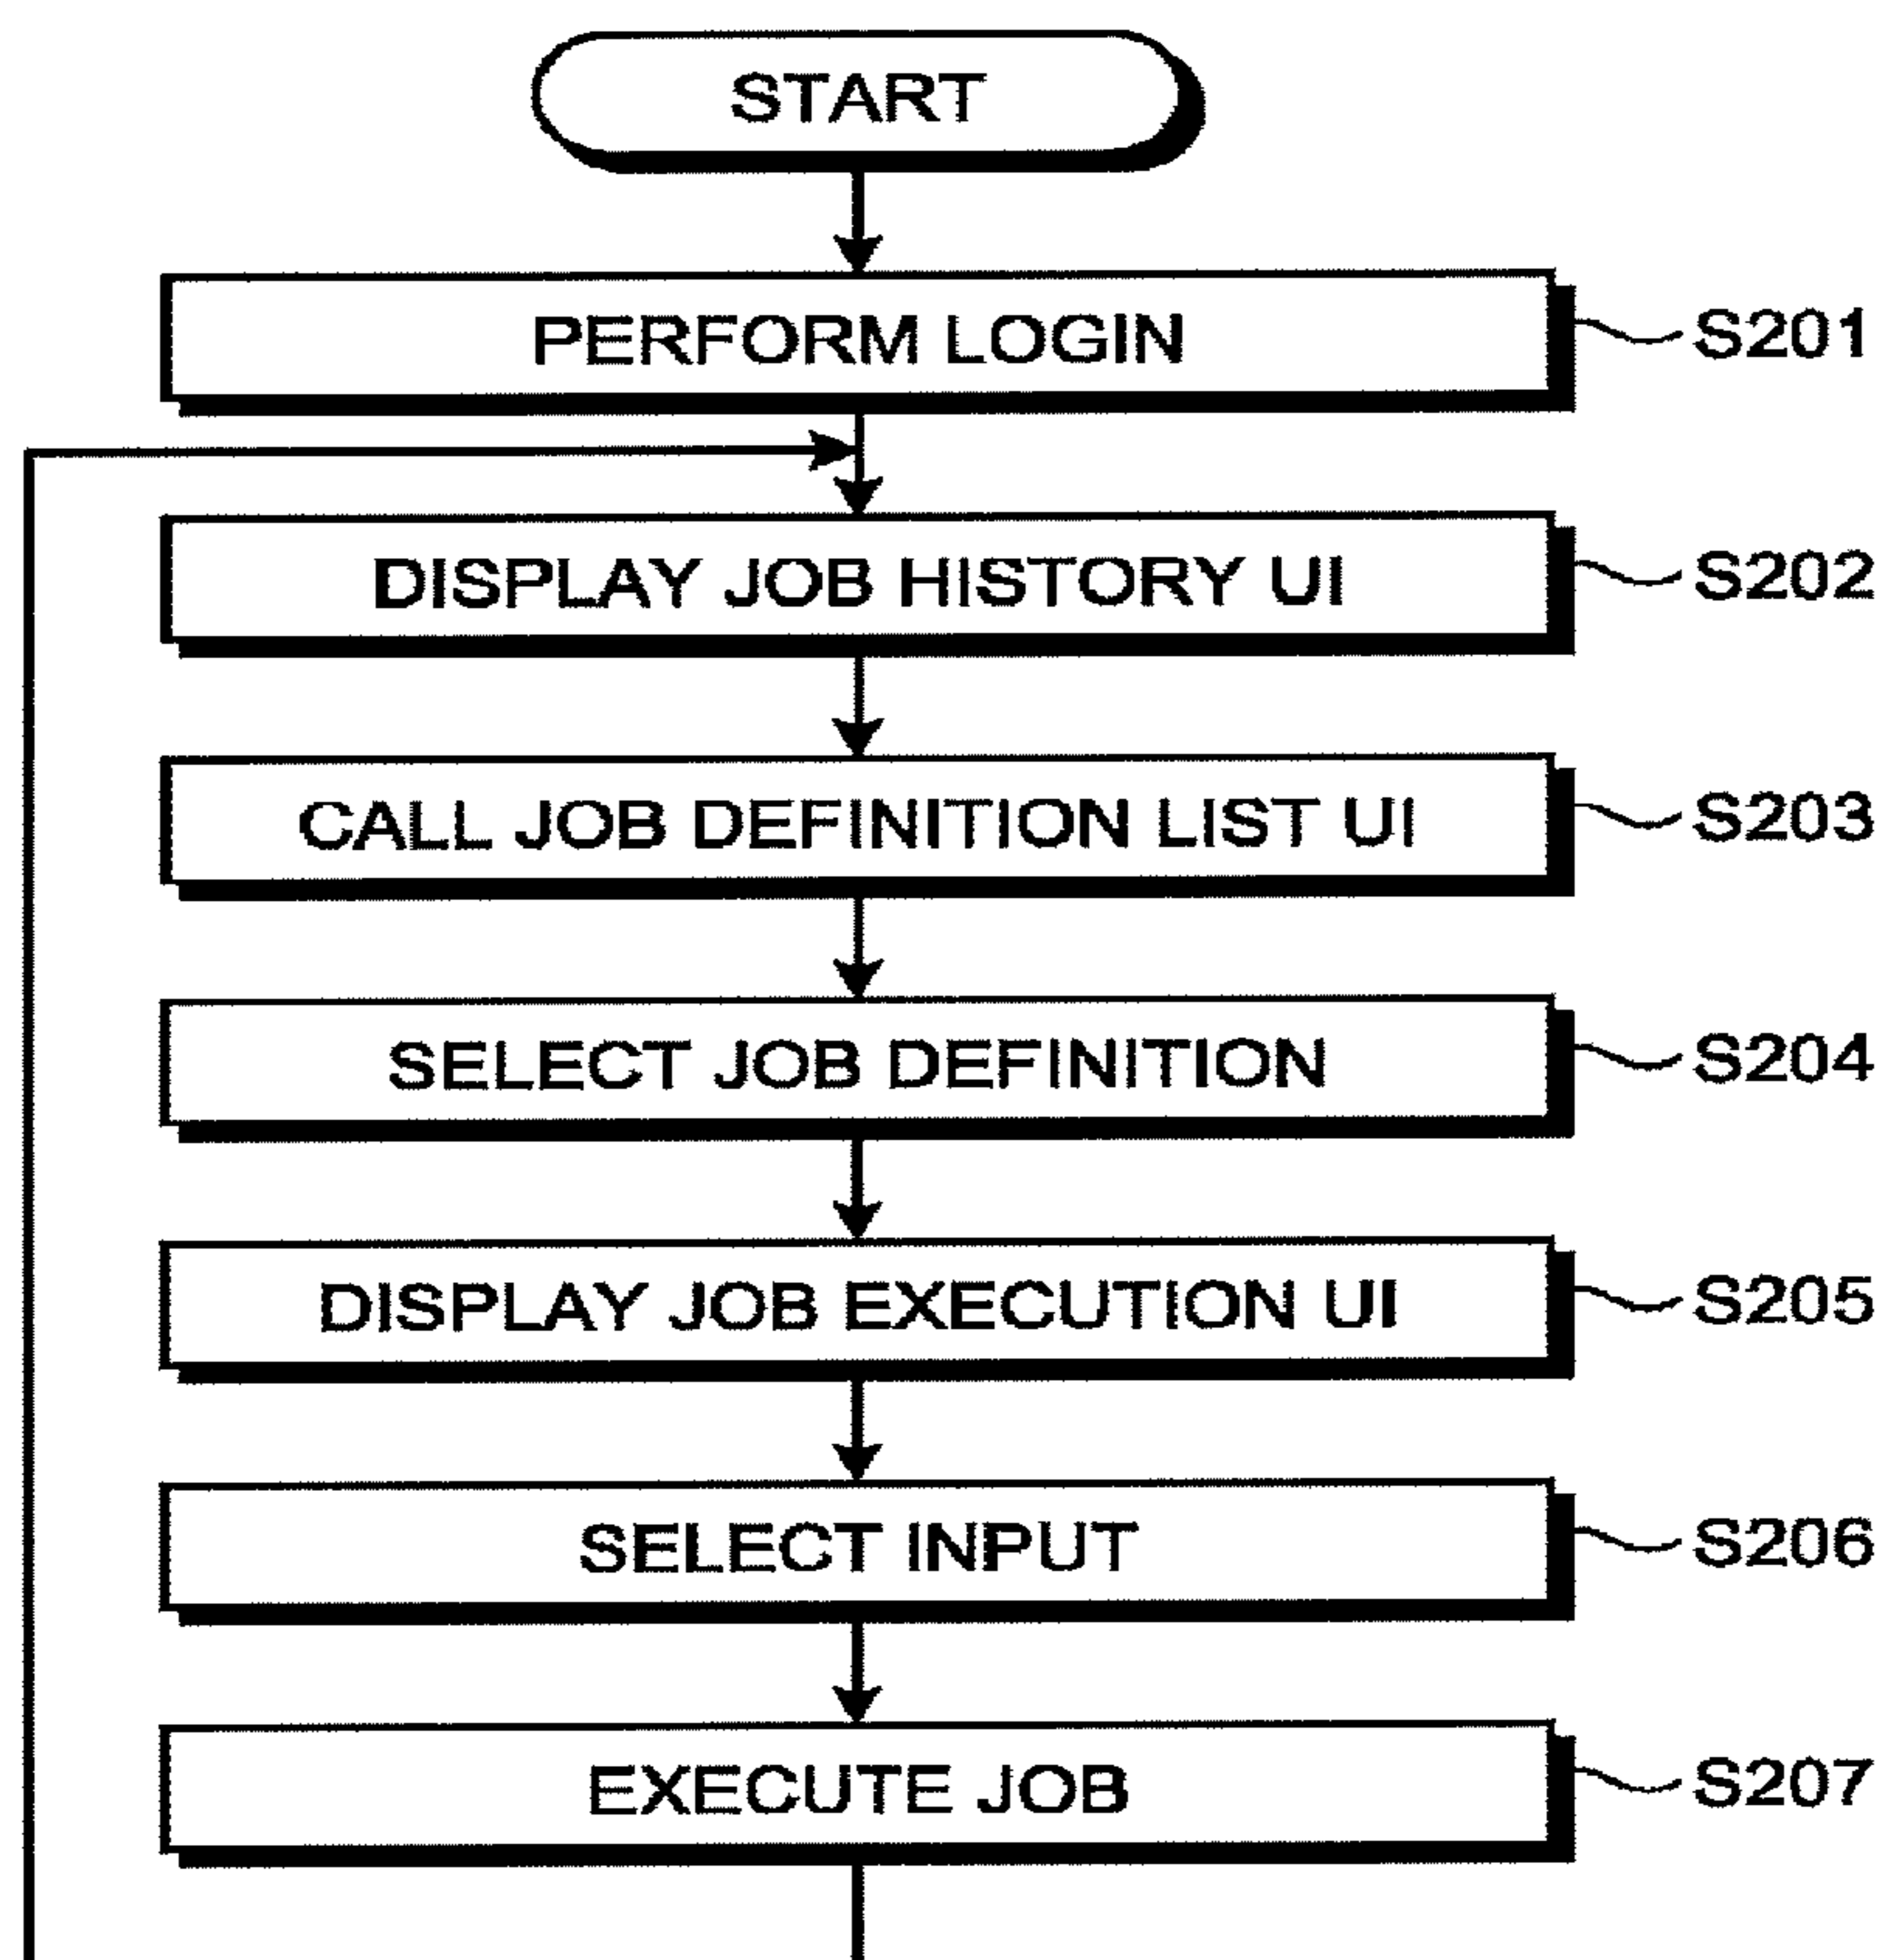 START
PERFORM LOGIN S201
DISPLAY JOB HISTORY UI S202
CALL JOB DEFINITION LIST UI S203
SELECT JOB DEFINITION S204
DISPLAY JOB EXECUTION UI S205
SELECT INPUT S206
EXECUTE JOB S207